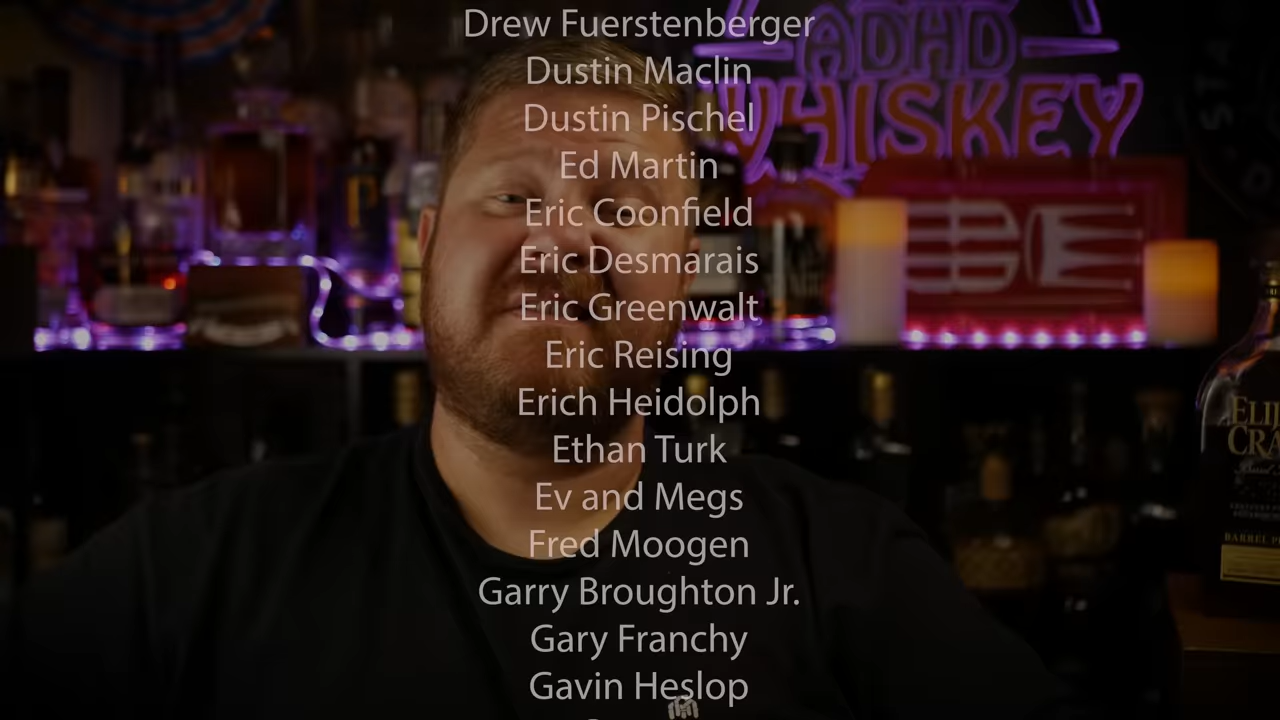 Drew Fuerstenberger
Dustin Maclin
Dustin Pischel
Ed Martin
Eric Coonfield
Eric Desmarais
Eric Greenwalt
Eric Reising
Erich Heidolph
Ethan Turk
Ev and Megs
Fred Moogen
Garry Broughton Jr.
Gary Franchy
Gavin Heslop
ADHD
WHISKEY
BARREL